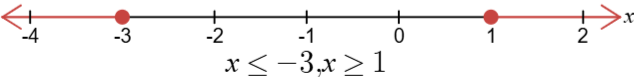 -4 -3 -2 -1 0 1 2 x
x ≤ −3,x ≥ 1